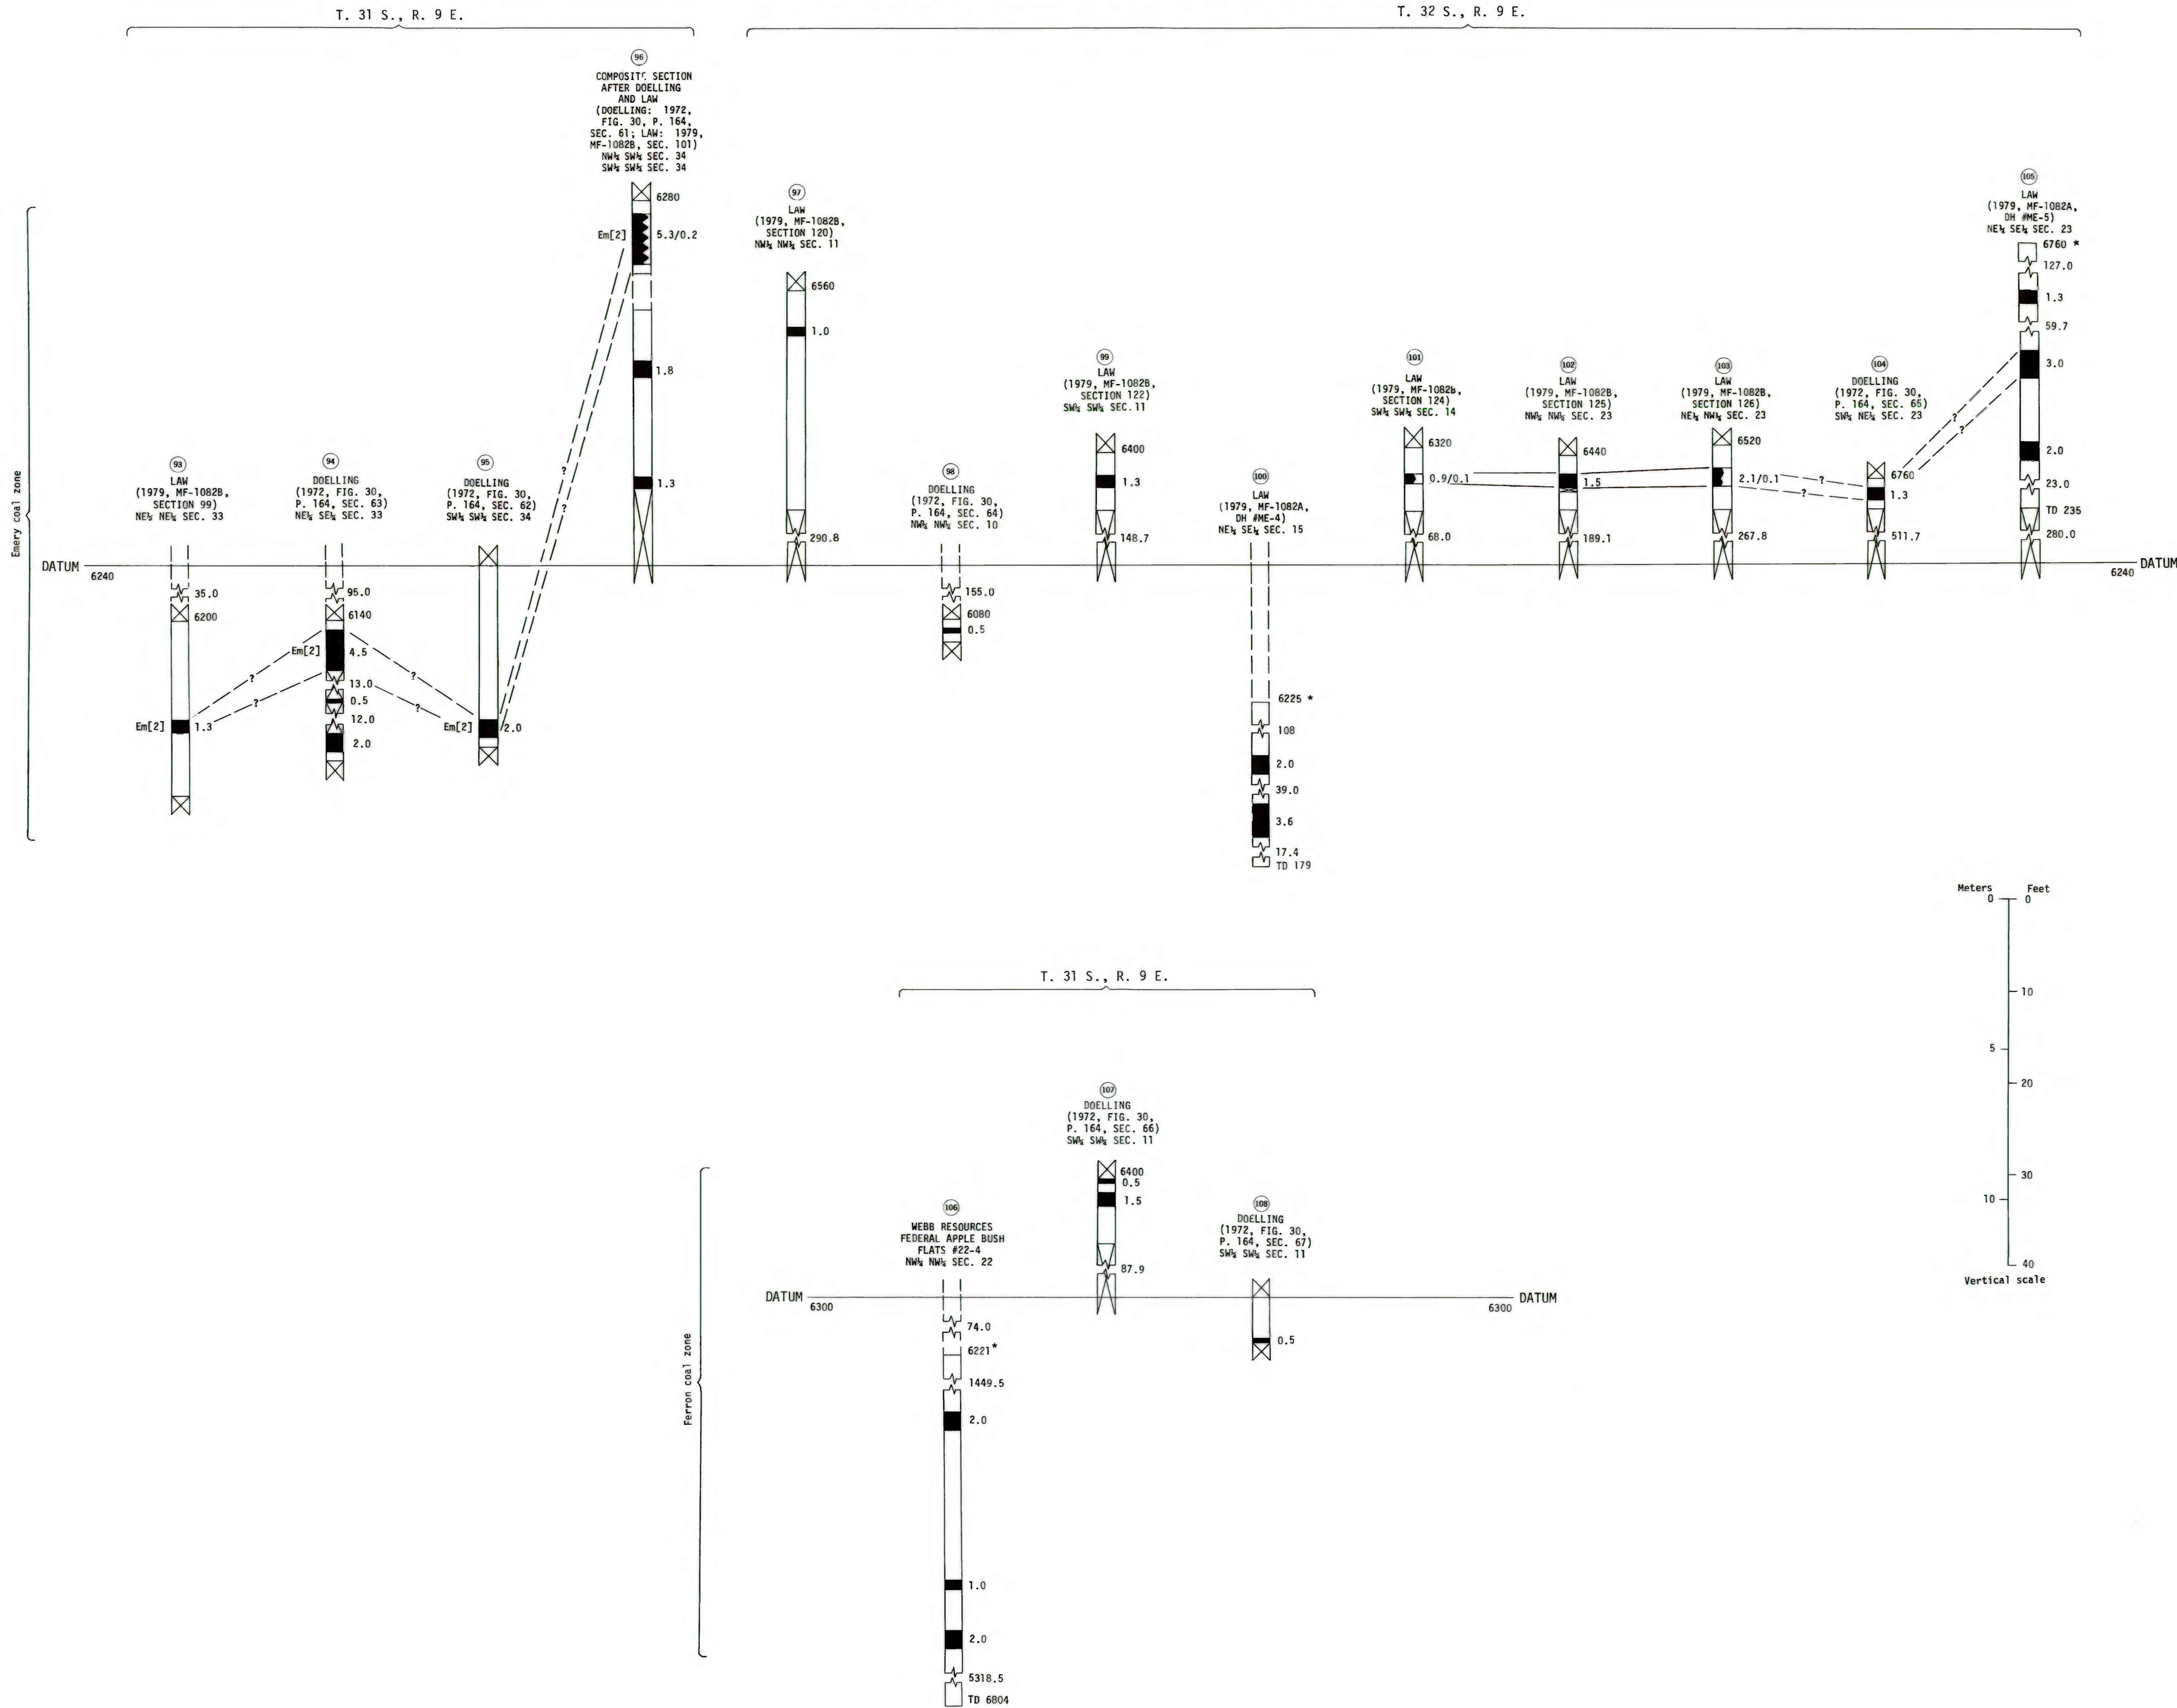 T. 31 S., R. 9 E.
T. 32 S., R. 9 E.
Emery coal zone
DATUM
6240
93
LAW
(1979, MF-1082B,
SECTION 99)
NE¼ NE¼ SEC. 33
35.0
6200
Em[2]
1.3
94
DOELLING
(1972, FIG. 30,
P. 164, SEC. 63)
NE¼ SE¼ SEC. 33
95.0
6140
Em[2]
4.5
13.0
0.5
12.0
2.0
?
?
?
?
95
DOELLING
(1972, FIG. 30,
P. 164, SEC. 62)
SW¼ SW¼ SEC. 34
Em[2]
2.0
?
?
96
COMPOSITE SECTION
AFTER DOELLING
AND LAW
(DOELLING: 1972,
FIG. 30, P. 164,
SEC. 61; LAW: 1979,
MF-1082B, SEC. 101)
NW¼ SW¼ SEC. 34
SW¼ SW¼ SEC. 34
6280
Em[2]
5.3/0.2
1.8
1.3
97
LAW
(1979, MF-1082B,
SECTION 120)
NW¼ NW¼ SEC. 11
6560
1.0
290.8
98
DOELLING
(1972, FIG. 30,
P. 164, SEC. 64)
NW¼ NW¼ SEC. 10
155.0
6080
0.5
99
LAW
(1979, MF-1082B,
SECTION 122)
SW¼ SW¼ SEC. 11
6400
1.3
148.7
100
LAW
(1979, MF-1082A,
DH #ME-4)
NE¼ SE¼ SEC. 15
6225 *
108
2.0
39.0
3.6
17.4
TD 179
101
LAW
(1979, MF-1082B,
SECTION 124)
SW¼ SW¼ SEC. 14
6320
0.9/0.1
68.0
102
LAW
(1979, MF-1082B,
SECTION 125)
NW¼ NW¼ SEC. 23
6440
1.5
189.1
103
LAW
(1979, MF-1082B,
SECTION 126)
NE¼ NW¼ SEC. 23
6520
2.1/0.1
267.8
?
?
104
DOELLING
(1972, FIG. 30,
P. 164, SEC. 65)
SW¼ NE¼ SEC. 23
6760
1.3
511.7
?
?
105
LAW
(1979, MF-1082A,
DH #ME-5)
NE¼ SE¼ SEC. 23
6760 *
127.0
1.3
59.7
3.0
2.0
23.0
TD 235
280.0
6240
DATUM
Meters Feet
0 0
10
5
20
30
10
40
Vertical scale
T. 31 S., R. 9 E.
Ferron coal zone
DATUM
6300
106
WEBB RESOURCES
FEDERAL APPLE BUSH
FLATS #22-4
NW¼ NW¼ SEC. 22
74.0
6221*
1449.5
2.0
1.0
2.0
5318.5
TD 6804
107
DOELLING
(1972, FIG. 30,
P. 164, SEC. 66)
SW¼ SW¼ SEC. 11
6400
0.5
1.5
87.9
108
DOELLING
(1972, FIG. 30,
P. 164, SEC. 67)
SW¼ SW¼ SEC. 11
0.5
6300
DATUM